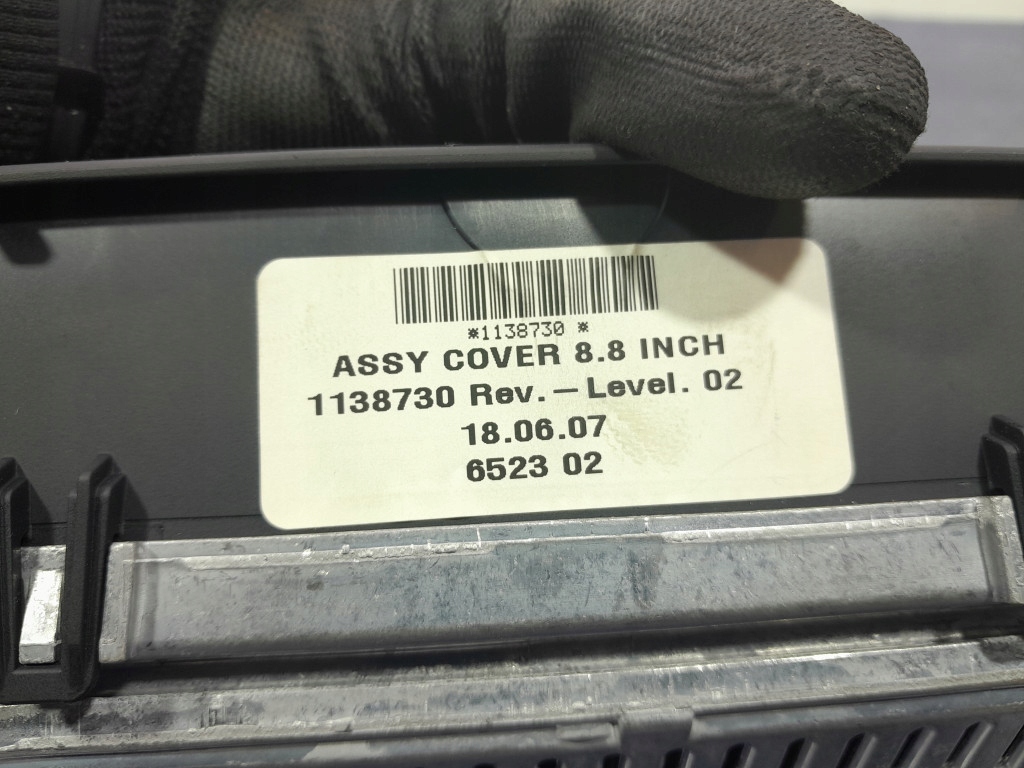 *1138730 *
ASSY COVER 8.8 INCH
1138730 Rev. – Level. 02
18.06.07
6523 02